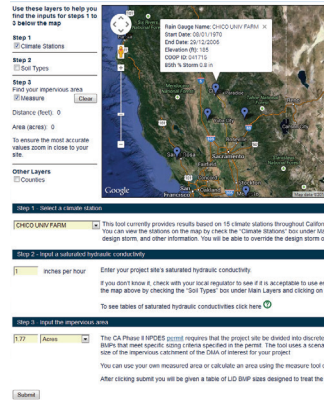 Use these layers to help you
find the inputs for steps 1 to
3 below the map
Step 1
Climate Stations
Step 2
Soil Types
Step 3
Find your impervious area
Measure
Clear
Distance (feet): 0
Area (acres): 0
To ensure the most accurate
values zoom in close to your
site.
Other Layers
Counties
Rain Gauge Name: CHICO UNIV FARM
Start Date: 08/01/1970
End Date: 29/12/2006
Elevation (ft): 185
COOP ID: 24171S
85th % Storm 0.8 in
Sacramento
Fairfield
San Francisco
Oakland
Google
Step 1 - Select a climate station
CHICO UNIV FARM
This tool currently provides results based on 15 climate stations throughout Califor
You can view the stations on the map by check the "Climate Stations" box under Ma
design storm, and other information. You will be able to override the design storm o
Step 2 - Input a saturated hydraulic conductivity
1 inches per hour
Enter your project site's saturated hydraulic conductivity.
If you don't know it, check with your local regulator to see if it is acceptable to use e
the map above by checking the "Soil Types" box under Main Layers and clicking on
To see tables of saturated hydraulic conductivities click here
Step 3 - Input the impervious area
1.77 Acres
The CA Phase II NPDES permit requires that the project site be divided into discrete
BMPs that meet specific sizing criteria specified in the permit. The tool uses a scena
size of the impervious catchment of the DMA of interest for your project
You can use your own measured area or calculate an area using the measure tool o
After clicking submit you will be given a table of LID BMP sizes designed to treat the
Submit